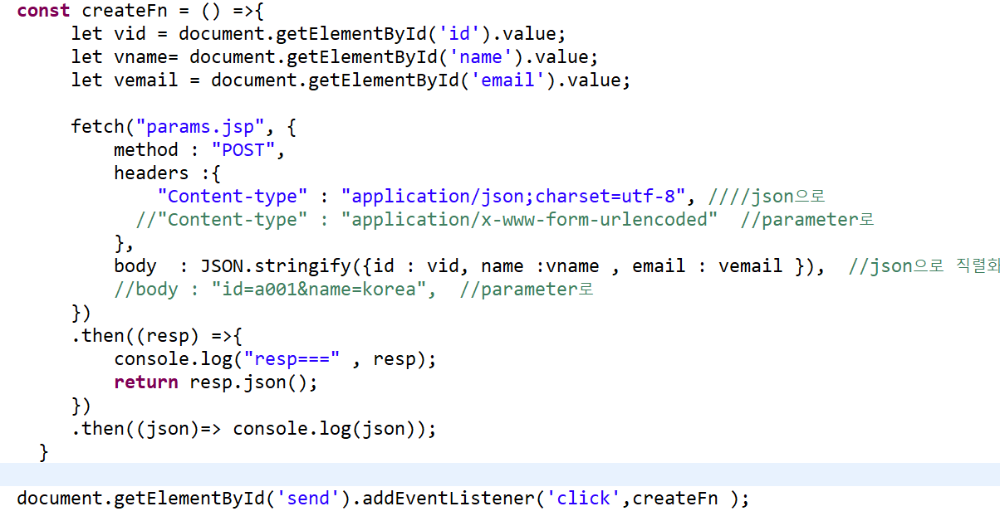 const createFn = () =>{
let vid = document.getElementById('id').value;
let vname= document.getElementById('name').value;
let vemail = document.getElementById('email').value;
fetch("params.jsp", {
method : "POST",
headers :{
"Content-type" : "application/json;charset=utf-8", ////json으로
//"Content-type" : "application/x-www-form-urlencoded" //parameter로
},
body : JSON.stringify({id : vid, name :vname , email : vemail }), //json으로 직렬화
//body : "id=a001&name=korea", //parameter로
})
.then((resp) =>{
console.log("resp===" , resp);
return resp.json();
})
.then((json)=> console.log(json));
}
document.getElementById('send').addEventListener('click',createFn );